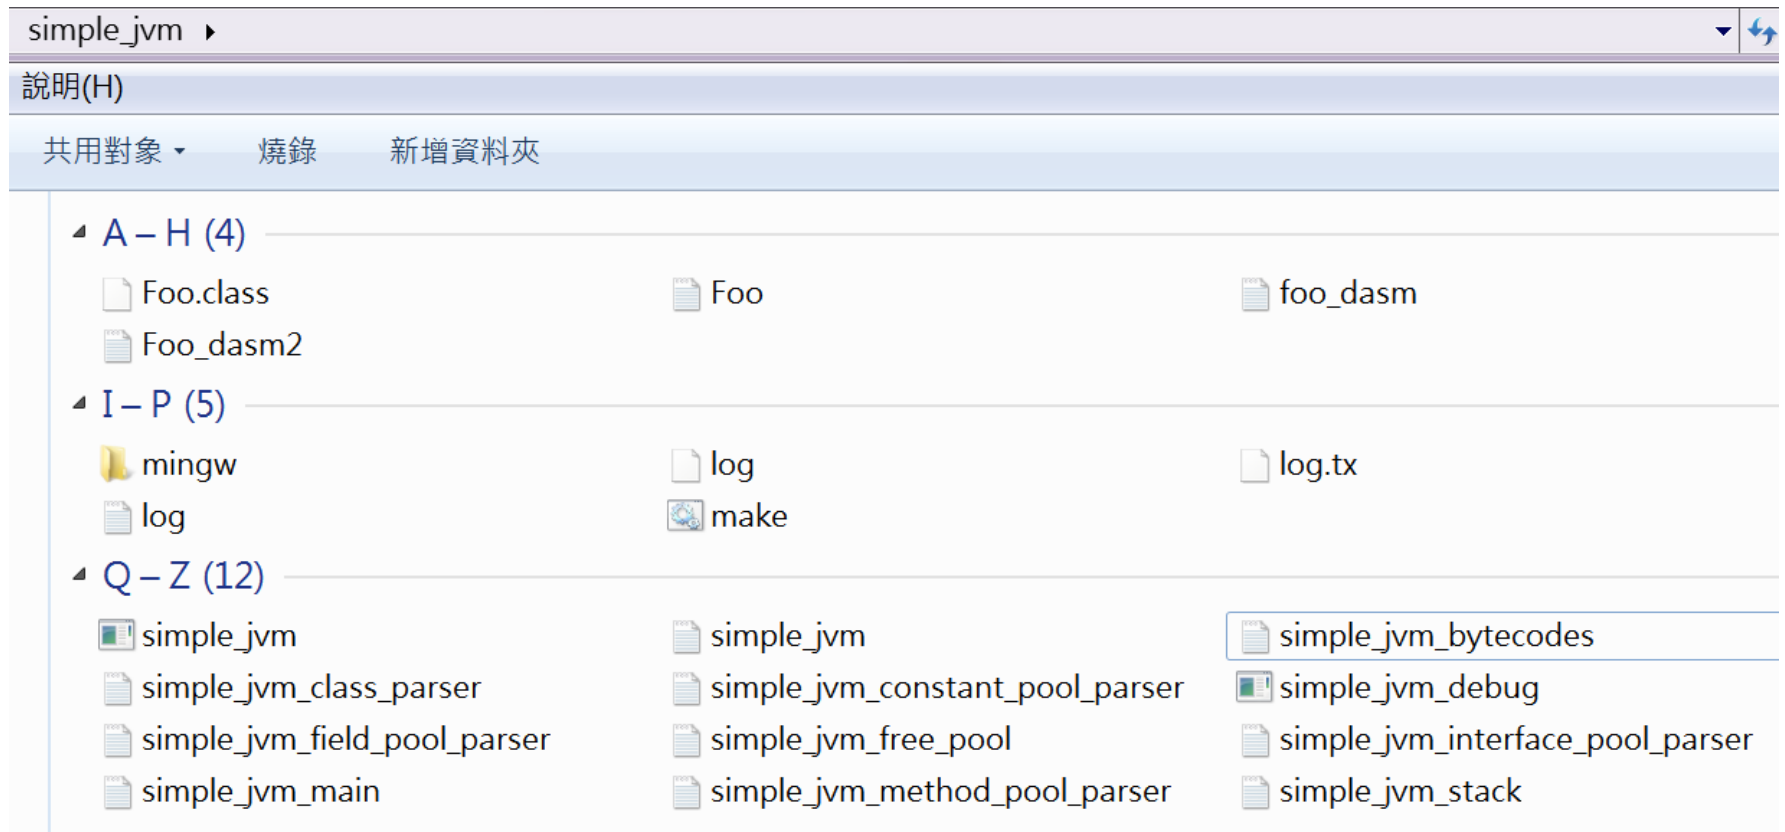 simple_jvm
說明(H)
共用對象 燒錄 新增資料夾
A – H (4)
Foo.class Foo foo_dasm
Foo_dasm2
I – P (5)
mingw log log.tx
log make
Q – Z (12)
simple_jvm simple_jvm simple_jvm_bytecodes
simple_jvm_class_parser simple_jvm_constant_pool_parser simple_jvm_debug
simple_jvm_field_pool_parser simple_jvm_free_pool simple_jvm_interface_pool_parser
simple_jvm_main simple_jvm_method_pool_parser simple_jvm_stack